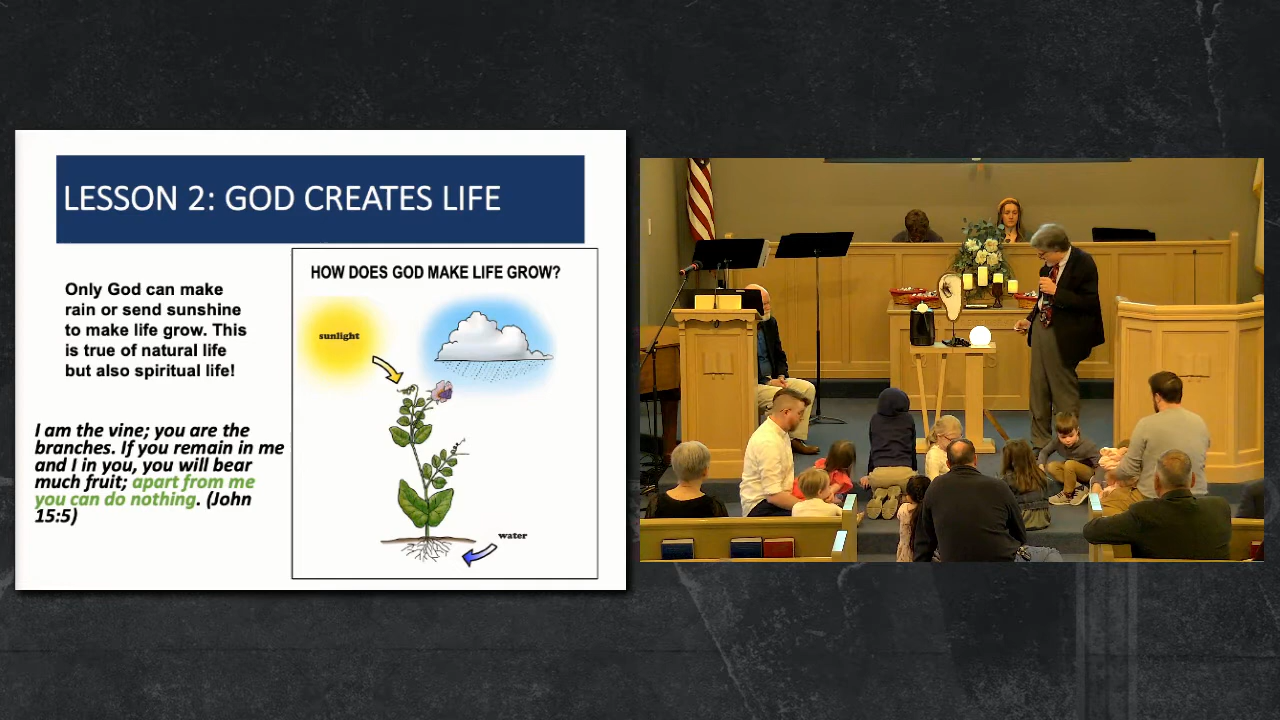 LESSON 2: GOD CREATES LIFE
Only God can make
rain or send sunshine
to make life grow. This
is true of natural life
but also spiritual life!
I am the vine; you are the
branches. If you remain in me
and I in you, you will bear
much fruit; apart from me
you can do nothing. (John
15:5)
HOW DOES GOD MAKE LIFE GROW?
sunlight
water